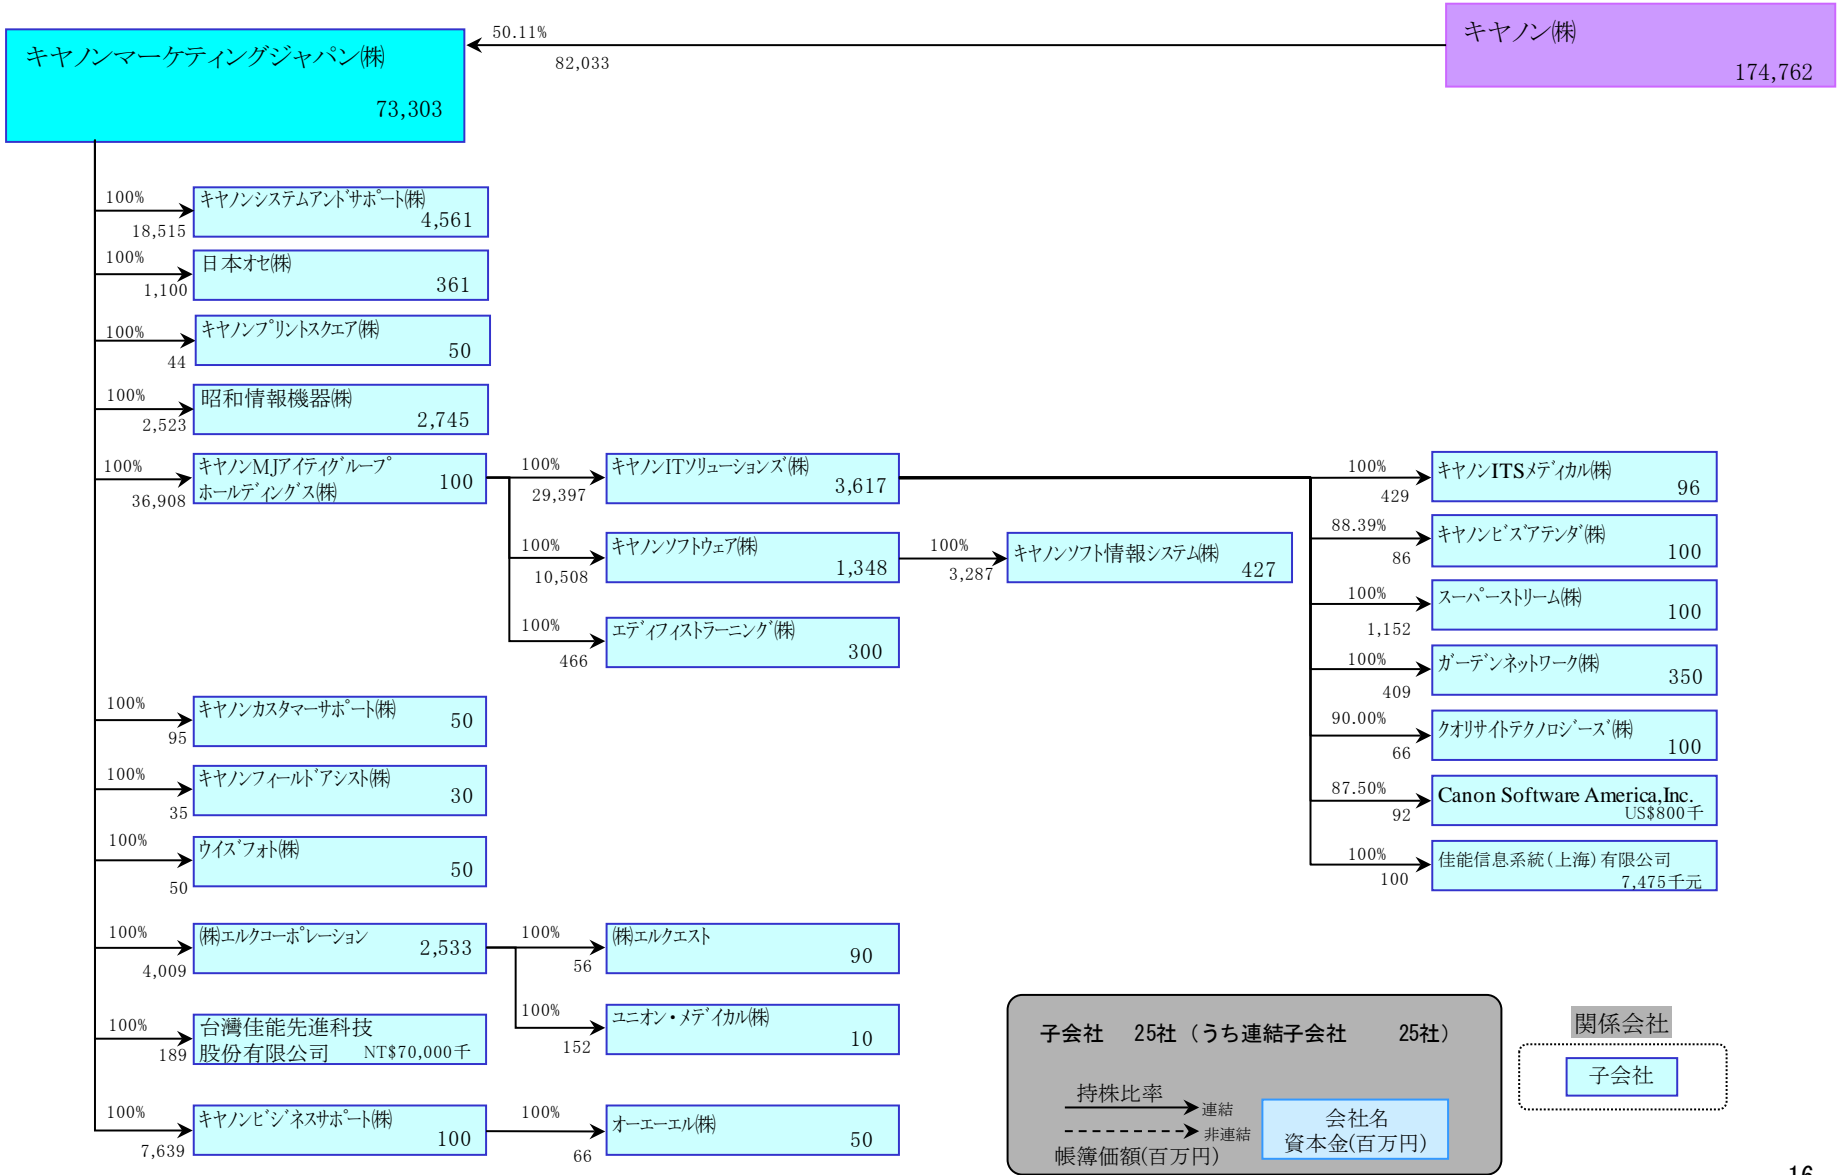 キヤノンマーケティングジャパン㈱
73,303
50.11%
82,033
キヤノン㈱
174,762
100%
18,515
キヤノンシステムアンドサポート㈱
4,561
100%
1,100
日本オセ㈱
361
100%
44
キヤノンプリントスクエア㈱
50
100%
2,523
昭和情報機器㈱
2,745
100%
36,908
キヤノンMJアイティグループ
ホールディングス㈱
100
100%
29,397
キヤノンITソリューションズ㈱
3,617
100%
10,508
キヤノンソフトウェア㈱
1,348
100%
3,287
キヤノンソフト情報システム㈱
427
100%
466
エディフィストラーニング㈱
300
100%
429
キヤノンITSメディカル㈱
96
88.39%
86
キヤノンビズアテンダ㈱
100
100%
1,152
スーパーストリーム㈱
100
100%
409
ガーデンネットワーク㈱
350
90.00%
66
クオリサイトテクノロジーズ㈱
100
87.50%
92
Canon Software America,Inc.
US$800千
100%
100
佳能信息系統(上海)有限公司
7,475千元
100%
95
キヤノンカスタマーサポート㈱
50
100%
35
キヤノンフィールドアシスト㈱
30
100%
50
ウイズフォト㈱
50
100%
4,009
㈱エルクコーポレーション
2,533
100%
56
㈱エルクエスト
90
100%
152
ユニオン・メディカル㈱
10
100%
189
台灣佳能先進科技
股份有限公司 NT$70,000千
100%
7,639
キヤノンビジネスサポート㈱
100
100%
66
オーエーエル㈱
50
子会社 25社(うち連結子会社 25社)
持株比率
連結
非連結
帳簿価額(百万円)
会社名
資本金(百万円)
関係会社
子会社
16